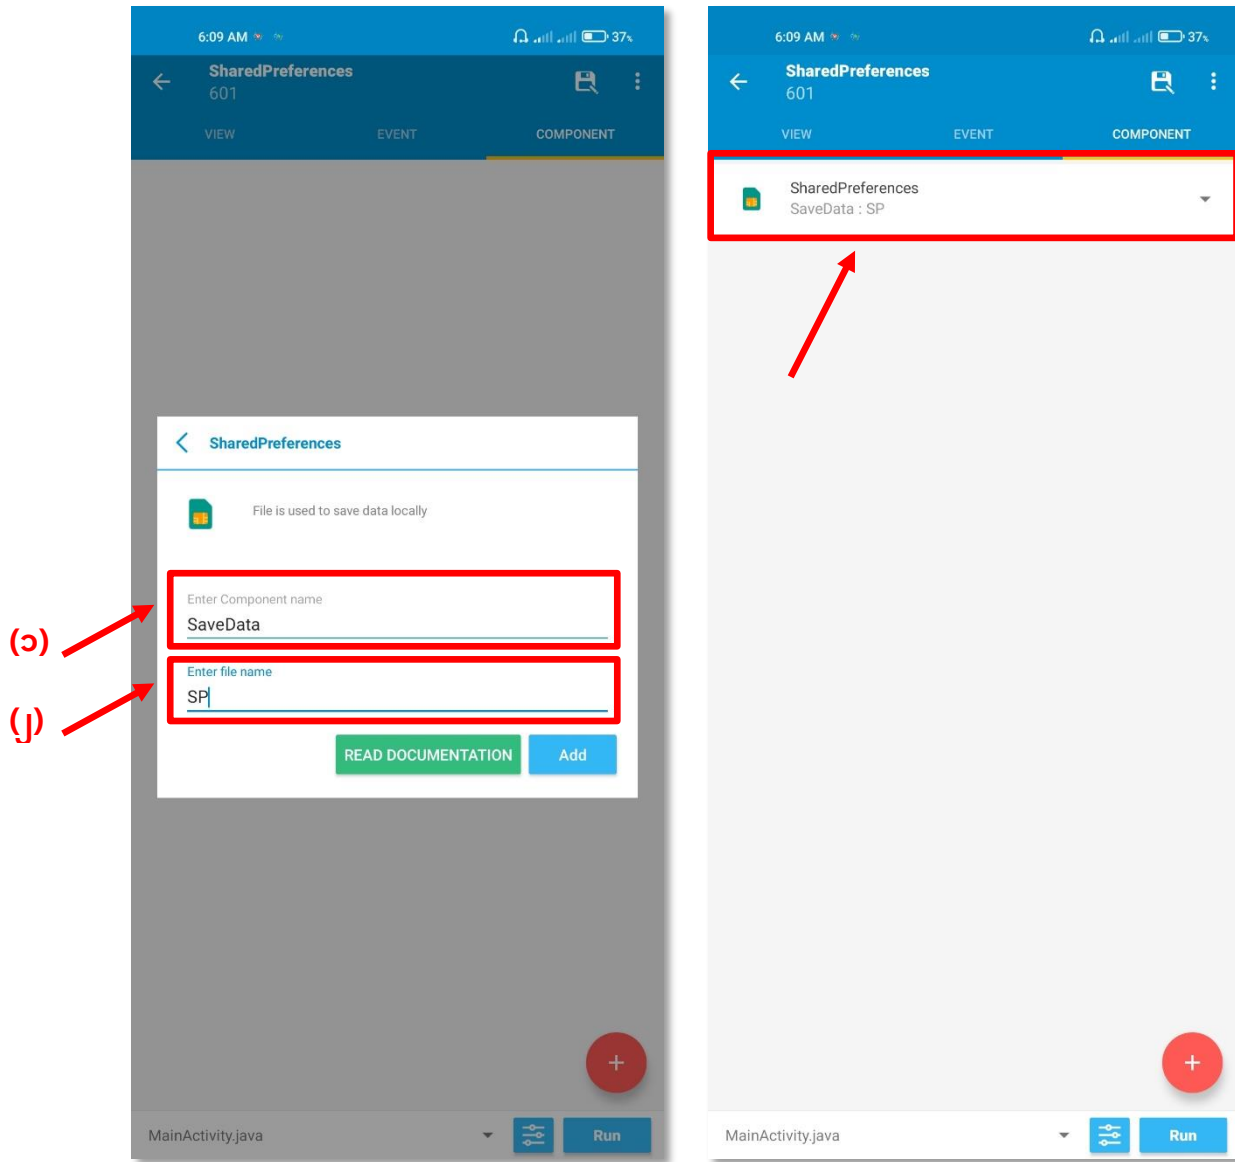 6:09 AM
37%
SharedPreferences
601
VIEW EVENT COMPONENT
SharedPreferences
File is used to save data locally
Enter Component name
SaveData
(၁)
Enter file name
SP
(၂)
READ DOCUMENTATION Add
+
MainActivity.java Run
6:09 AM
37%
SharedPreferences
601
VIEW EVENT COMPONENT
SharedPreferences
SaveData : SP
+
MainActivity.java Run